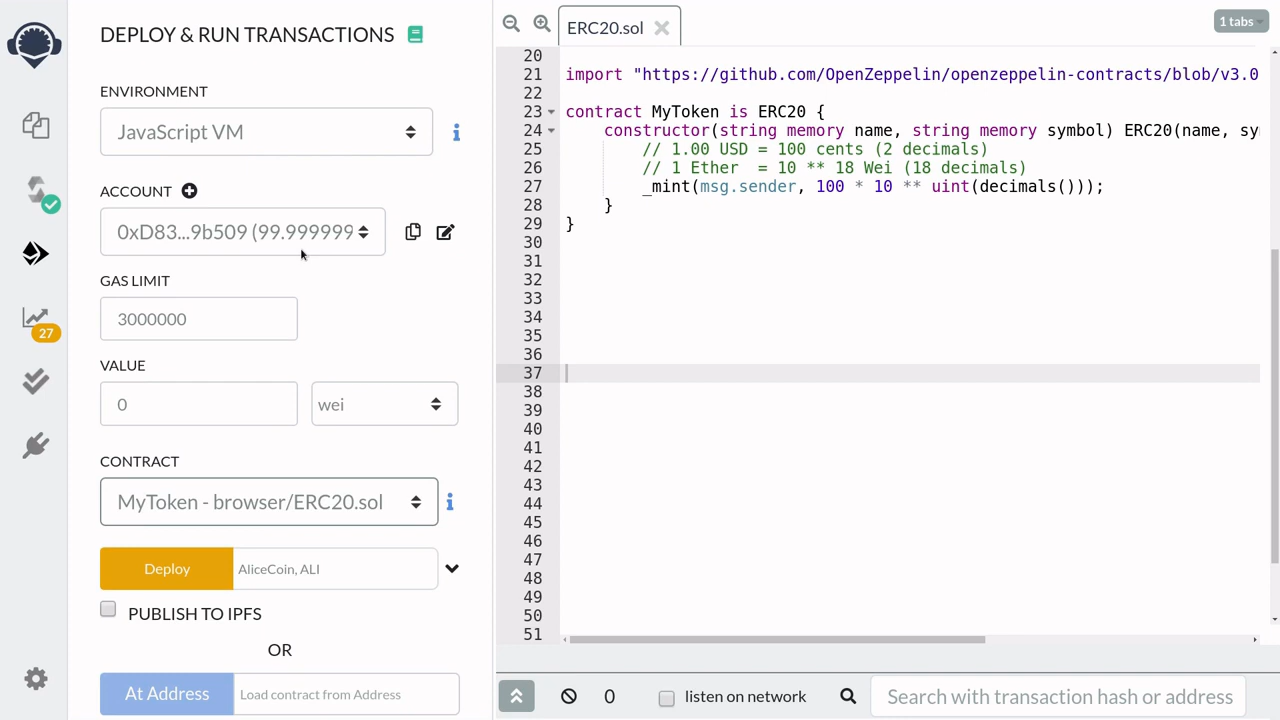 DEPLOY & RUN TRANSACTIONS
ENVIRONMENT
JavaScript VM
ACCOUNT
0xD83...9b509 (99.999999
GAS LIMIT
3000000
VALUE
0
wei
CONTRACT
MyToken - browser/ERC20.sol
Deploy
AliceCoin, ALI
PUBLISH TO IPFS
OR
At Address
Load contract from Address
27
ERC20.sol
1 tabs
20
21 import "https://github.com/OpenZeppelin/openzeppelin-contracts/blob/v3.0
22
23 contract MyToken is ERC20 {
24 constructor(string memory name, string memory symbol) ERC20(name, sy
25 // 1.00 USD = 100 cents (2 decimals)
26 // 1 Ether  = 10 ** 18 Wei (18 decimals)
27 _mint(msg.sender, 100 * 10 ** uint(decimals()));
28 }
29 }
30
31
32
33
34
35
36
37
38
39
40
41
42
43
44
45
46
47
48
49
50
51
0
listen on network
Search with transaction hash or address